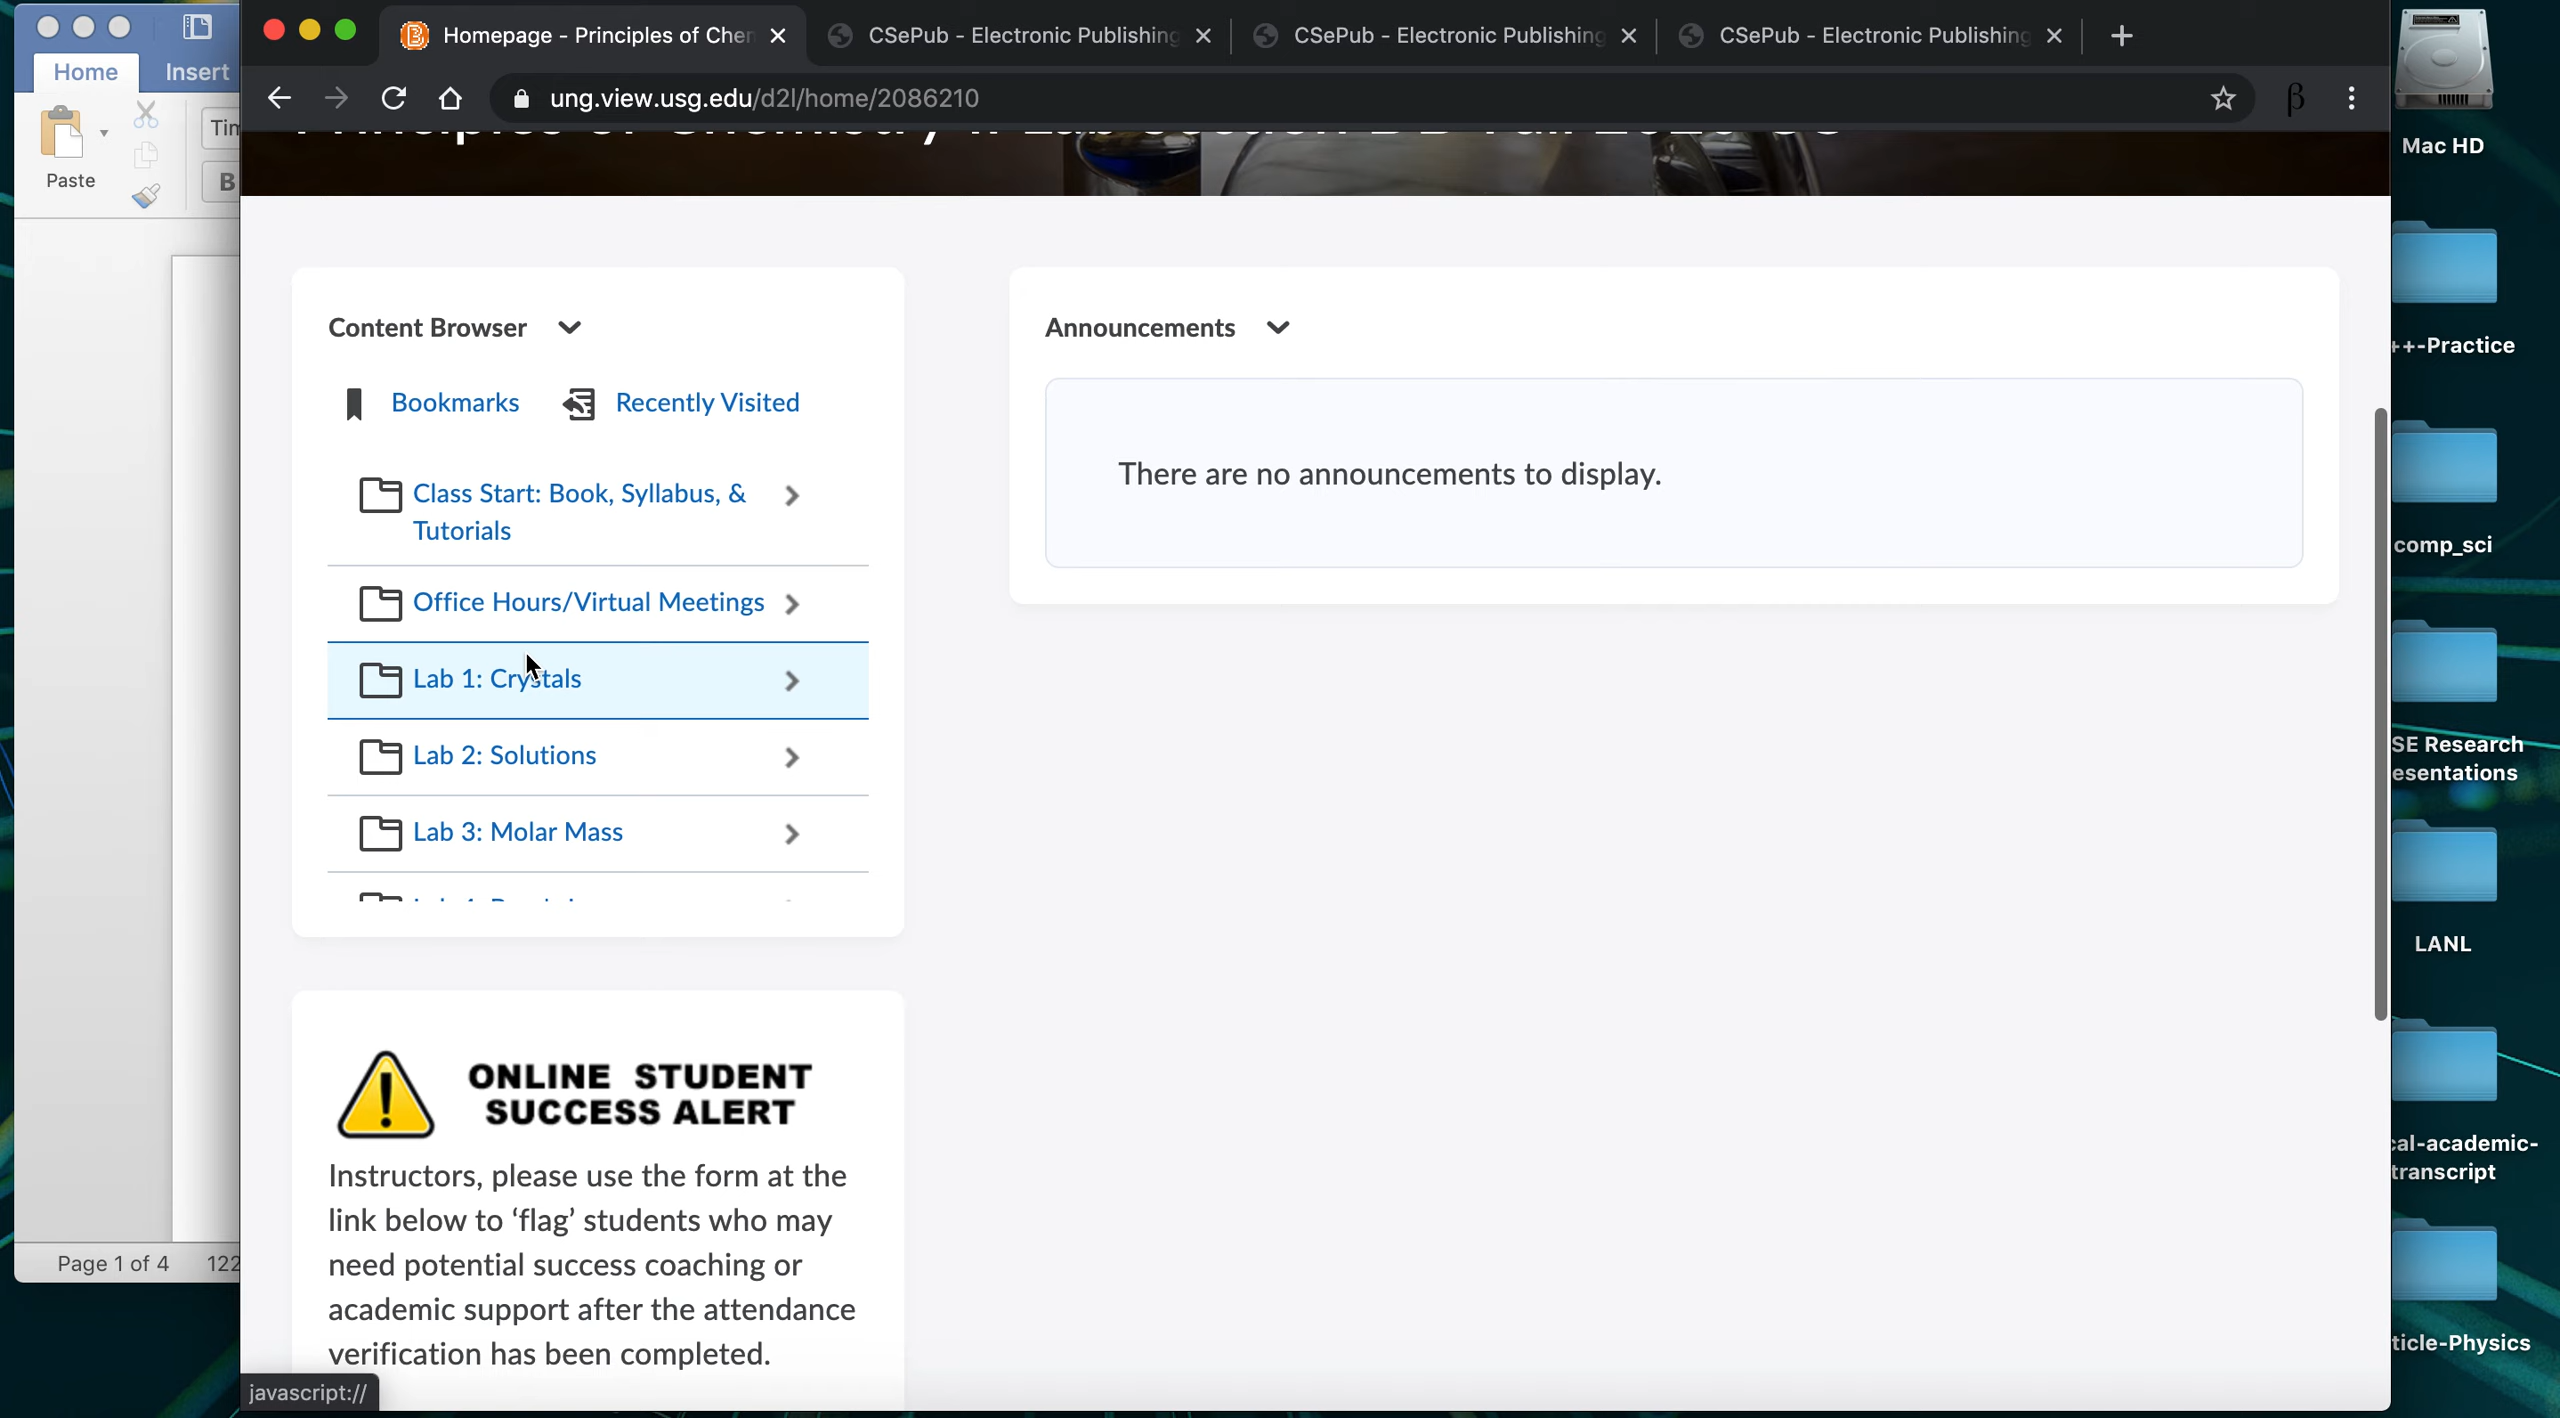 Home Insert
Paste
Tim
B
Page 1 of 4 122
Homepage - Principles of Chem
CSePub - Electronic Publishing
CSePub - Electronic Publishing
CSePub - Electronic Publishing
ung.view.usg.edu/d2l/home/2086210
β
Content Browser
Bookmarks Recently Visited
Class Start: Book, Syllabus, &
Tutorials
Office Hours/Virtual Meetings
Lab 1: Crystals
Lab 2: Solutions
Lab 3: Molar Mass
Announcements
There are no announcements to display.
ONLINE STUDENT
SUCCESS ALERT
Instructors, please use the form at the
link below to ‘flag’ students who may
need potential success coaching or
academic support after the attendance
verification has been completed.
javascript://
Mac HD
++-Practice
comp_sci
SE Research
esentations
LANL
cal-academic-
transcript
ticle-Physics